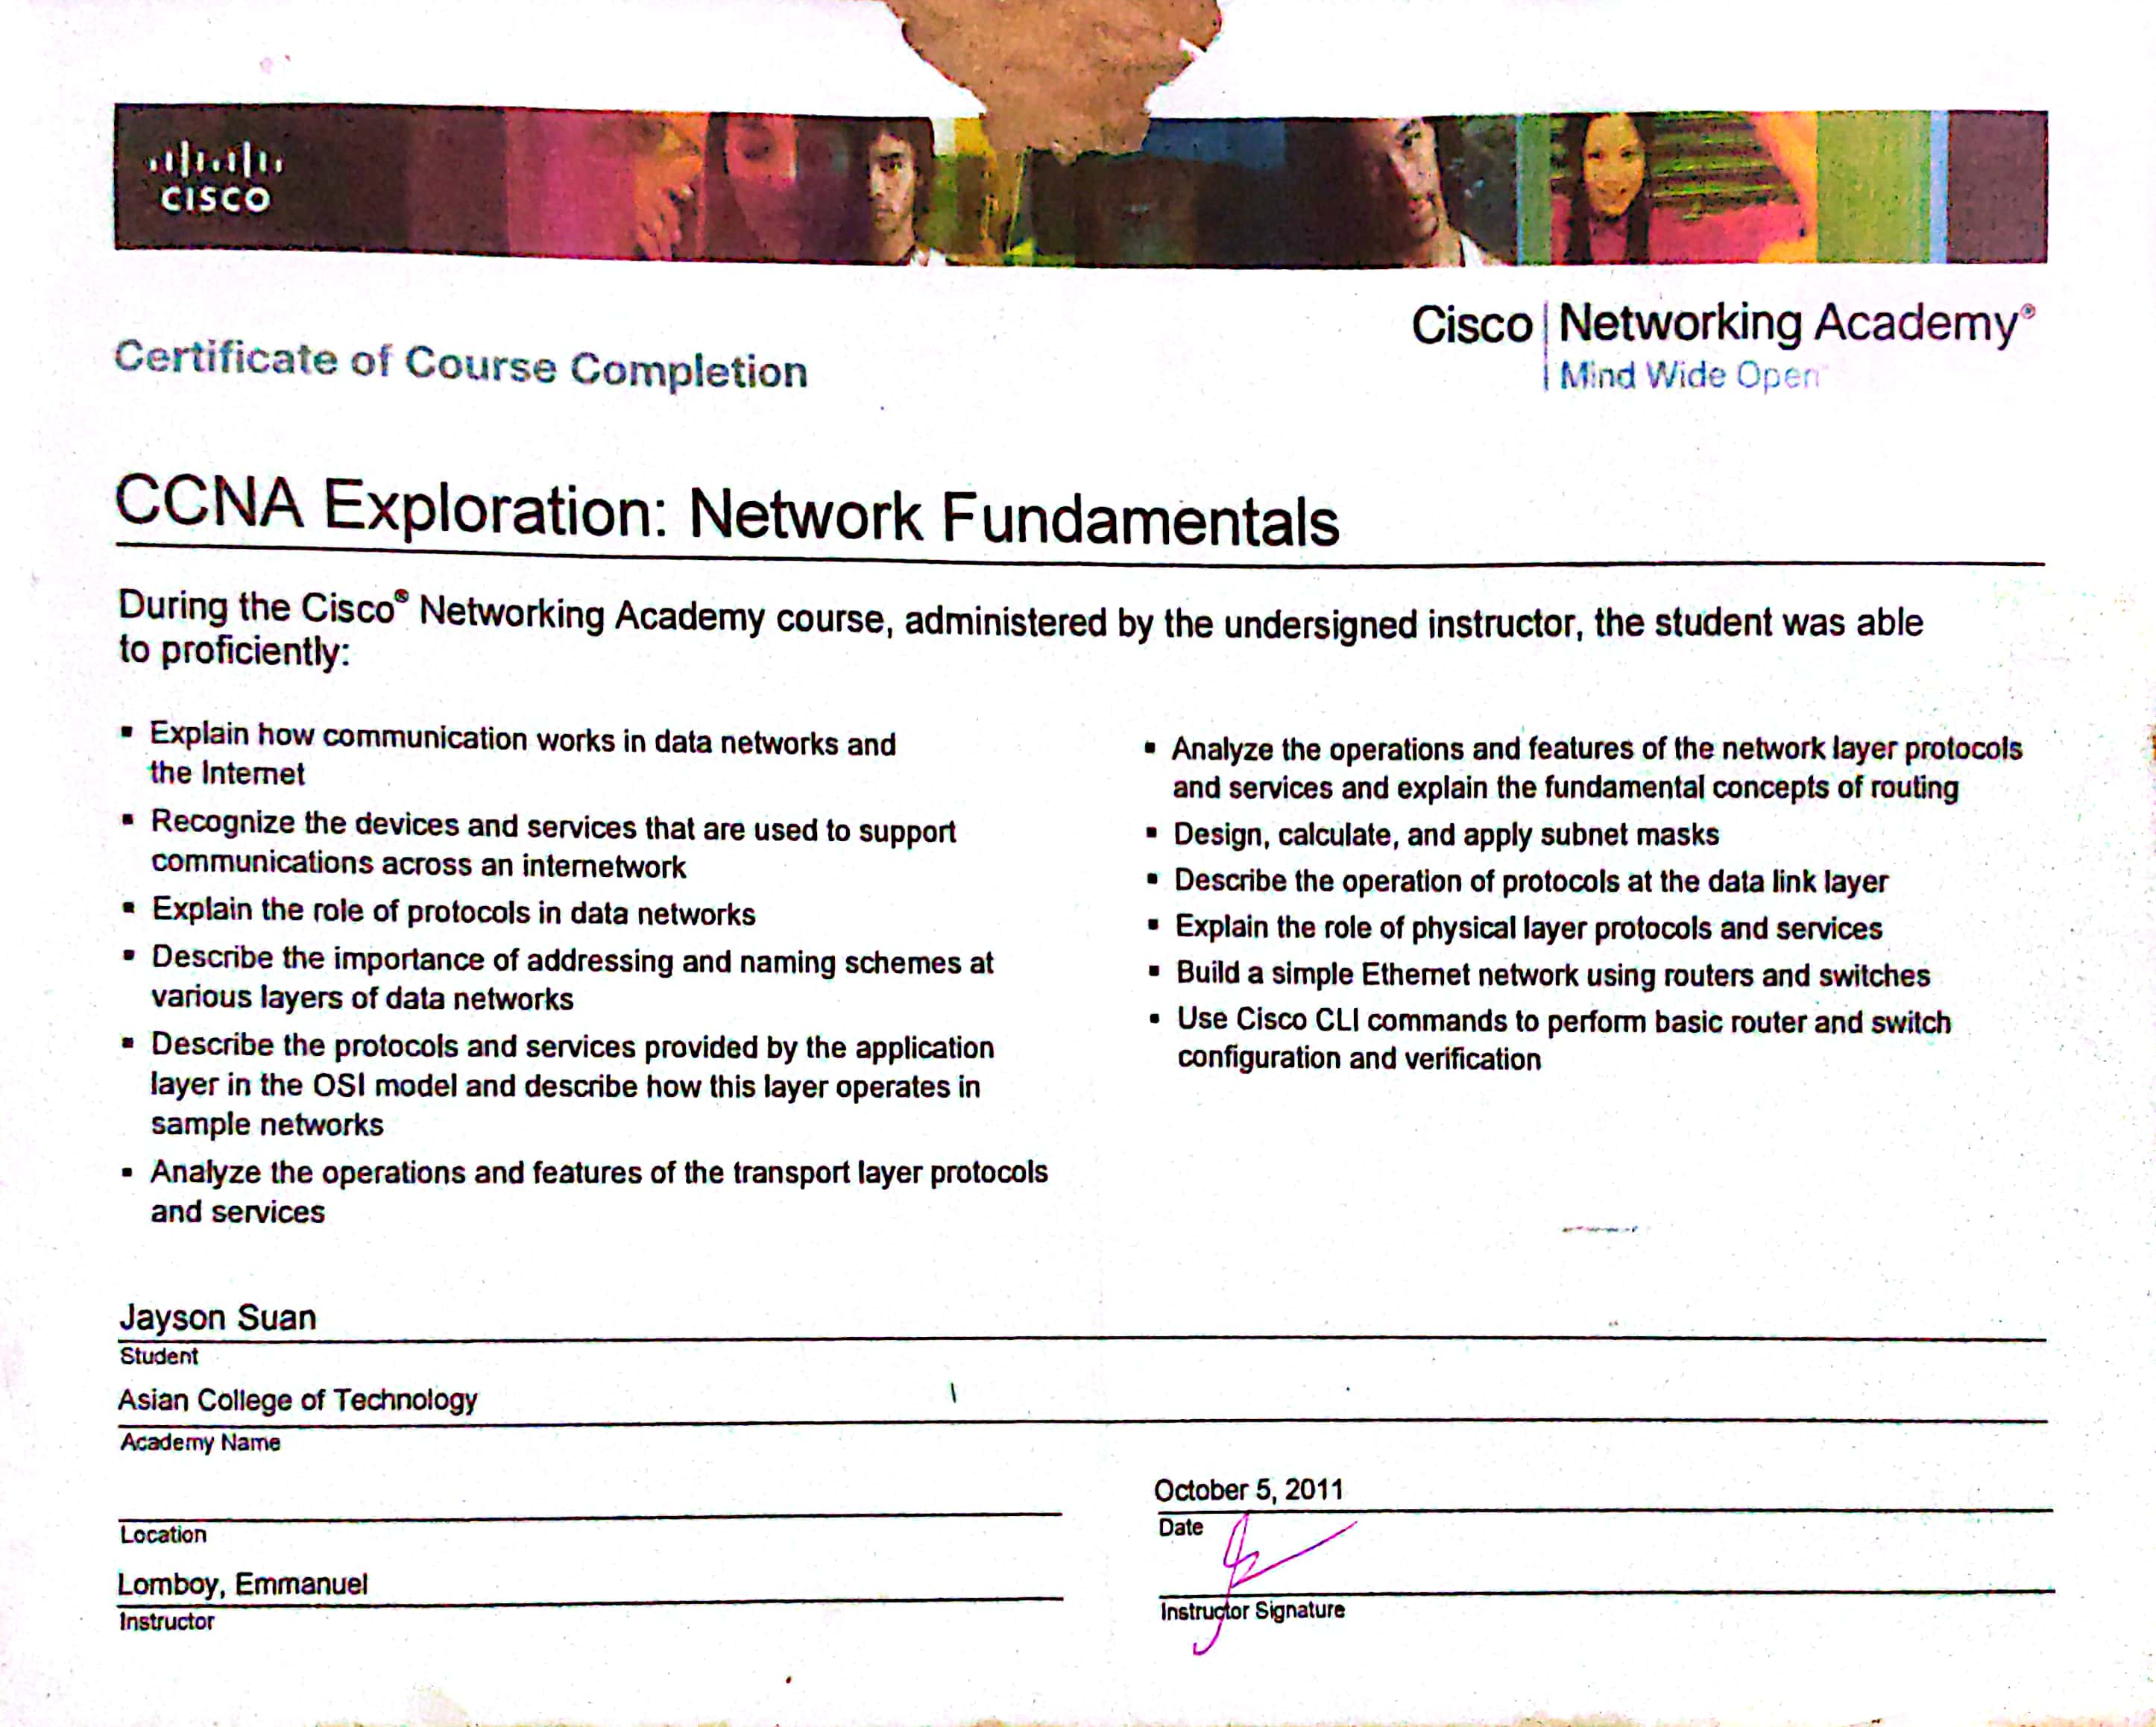 CISCO
Certificate of Course Completion
Cisco | Networking Academy®
Mind Wide Open
CCNA Exploration: Network Fundamentals
During the Cisco® Networking Academy course, administered by the undersigned instructor, the student was able
to proficiently:
▪ Explain how communication works in data networks and
the Internet
▪ Recognize the devices and services that are used to support
communications across an internetwork
▪ Explain the role of protocols in data networks
▪ Describe the importance of addressing and naming schemes at
various layers of data networks
▪ Describe the protocols and services provided by the application
layer in the OSI model and describe how this layer operates in
sample networks
▪ Analyze the operations and features of the transport layer protocols
and services
▪ Analyze the operations and features of the network layer protocols
and services and explain the fundamental concepts of routing
▪ Design, calculate, and apply subnet masks
▪ Describe the operation of protocols at the data link layer
▪ Explain the role of physical layer protocols and services
▪ Build a simple Ethernet network using routers and switches
▪ Use Cisco CLI commands to perform basic router and switch
configuration and verification
Jayson Suan
Student
Asian College of Technology
Academy Name
Location
October 5, 2011
Date
Lomboy, Emmanuel
Instructor
Instructor Signature